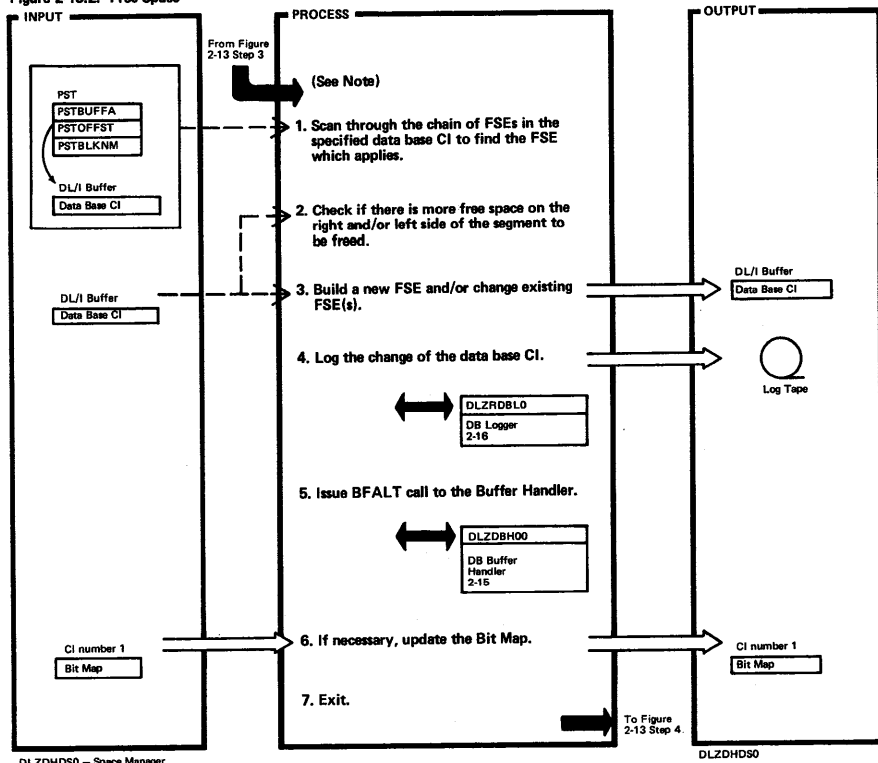 Figure 2-13.2. Free Space
INPUT
PST
PSTBUFFA
PSTOFFST
PSTBLKNM
DL/I Buffer
Data Base CI
DL/I Buffer
Data Base CI
CI number 1
Bit Map
DLZDHDS0 — Space Manager
PROCESS
From Figure
2-13 Step 3
(See Note)
1. Scan through the chain of FSEs in the
specified data base CI to find the FSE
which applies.
2. Check if there is more free space on the
right and/or left side of the segment to
be freed.
3. Build a new FSE and/or change existing
FSE(s).
4. Log the change of the data base CI.
DLZRDBL0
DB Logger
2-16
5. Issue BFALT call to the Buffer Handler.
DLZDBH00
DB Buffer
Handler
2-15
6. If necessary, update the Bit Map.
7. Exit.
To Figure
2-13 Step 4.
OUTPUT
DL/I Buffer
Data Base CI
Log Tape
CI number 1
Bit Map
DLZDHDS0